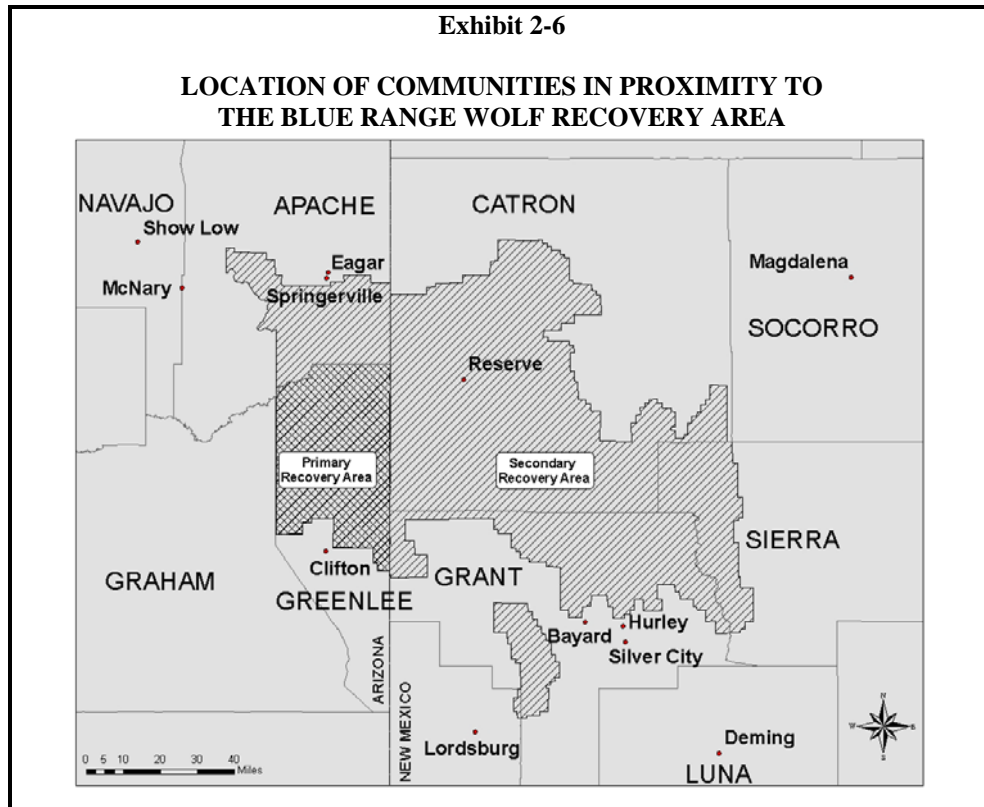 Exhibit 2-6
LOCATION OF COMMUNITIES IN PROXIMITY TO
THE BLUE RANGE WOLF RECOVERY AREA
NAVAJO
APACHE
CATRON
Show Low
Eagar
Magdalena
McNary
Springerville
SOCORRO
Reserve
Primary
Recovery Area
Secondary
Recovery Area
SIERRA
Clifton
GRAHAM
GRANT
GREENLEE
Bayard
Hurley
Silver City
ARIZONA
NEW MEXICO
Lordsburg
Deming
LUNA
N
W
E
S
0 5 10 20 30 40
Miles